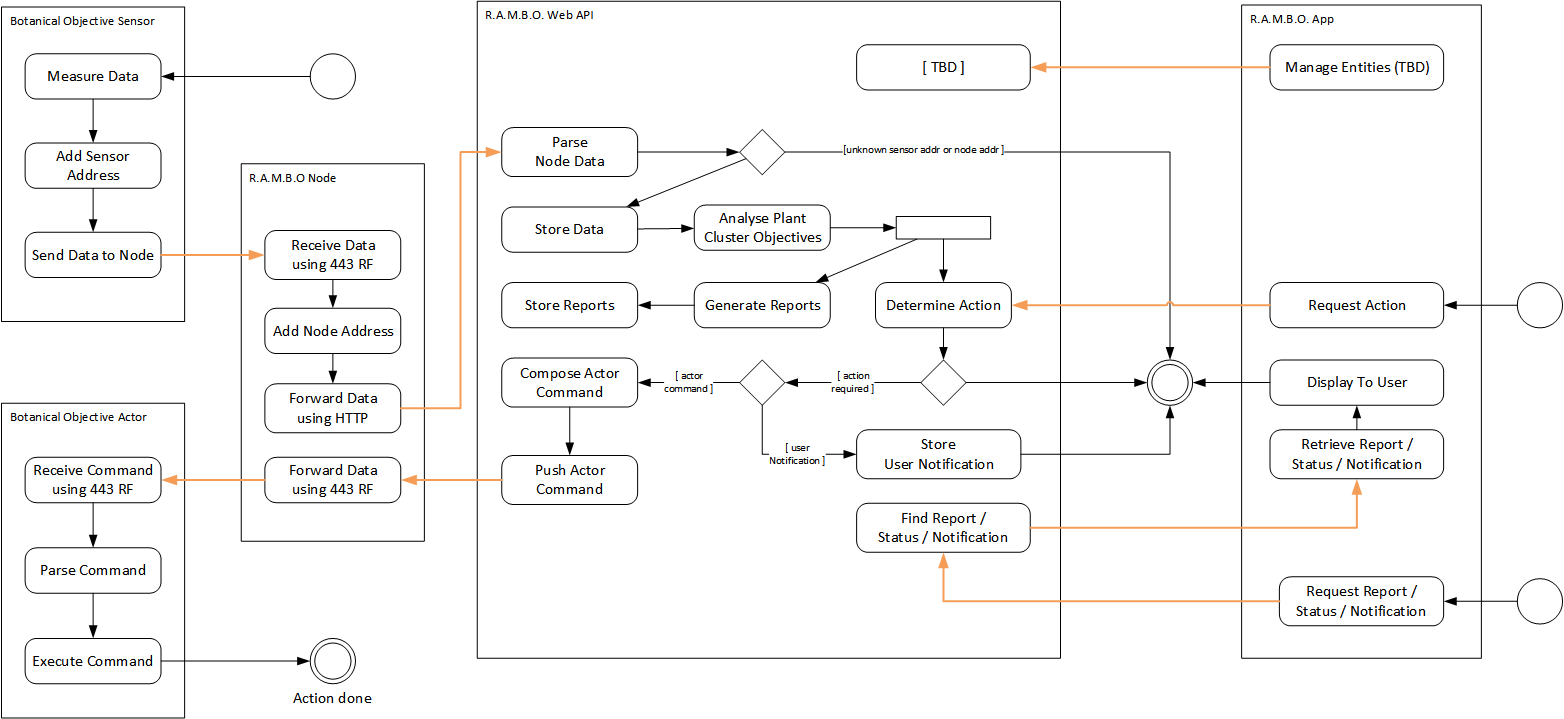 Botanical Objective Sensor
Measure Data
Add Sensor
Address
Send Data to Node
Botanical Objective Actor
Receive Command
using 443 RF
Parse Command
Execute Command
Action done
R.A.M.B.O Node
Receive Data
using 443 RF
Add Node Address
Forward Data
using HTTP
Forward Data
using 443 RF
R.A.M.B.O. Web API
[ TBD ]
Parse
Node Data
[unknown sensor addr or node addr ]
Store Data
Analyse Plant
Cluster Objectives
Store Reports
Generate Reports
Determine Action
Compose Actor
Command
[ actor
command ]
[ action
required ]
[ user
Notification ]
Store
User Notification
Push Actor
Command
Find Report /
Status / Notification
R.A.M.B.O. App
Manage Entities (TBD)
Request Action
Display To User
Retrieve Report /
Status / Notification
Request Report /
Status / Notification